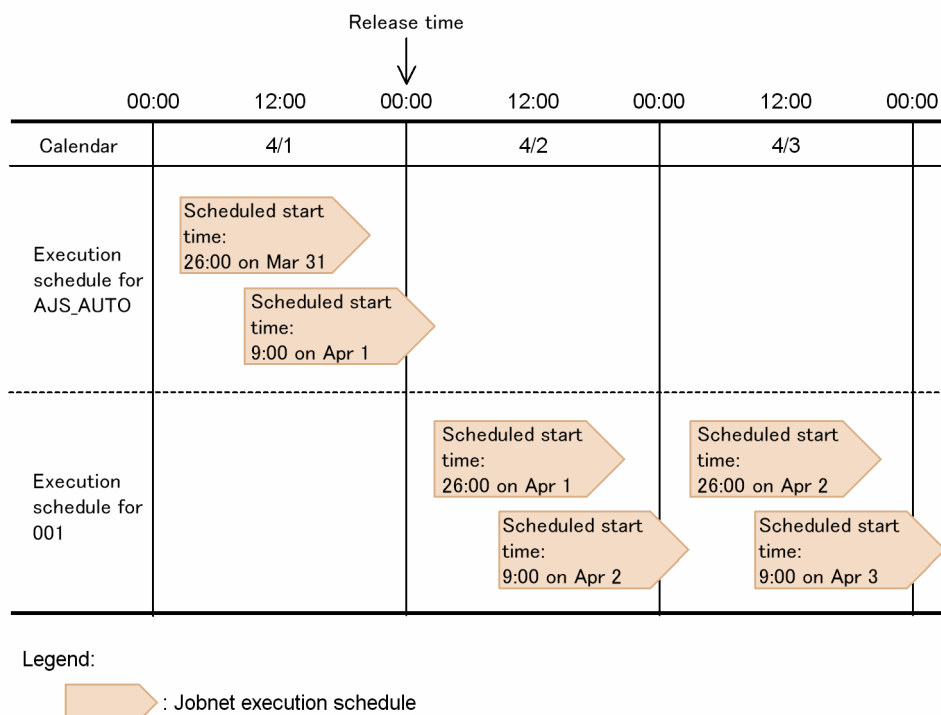 Release time
00:00 12:00 00:00 12:00 00:00 12:00 00:00
Calendar 4/1 4/2 4/3
Execution
schedule for
AJS_AUTO
Scheduled start
time:
26:00 on Mar 31
Scheduled start
time:
9:00 on Apr 1
Execution
schedule for
001
Scheduled start
time:
26:00 on Apr 1
Scheduled start
time:
9:00 on Apr 2
Scheduled start
time:
26:00 on Apr 2
Scheduled start
time:
9:00 on Apr 3
Legend:
: Jobnet execution schedule